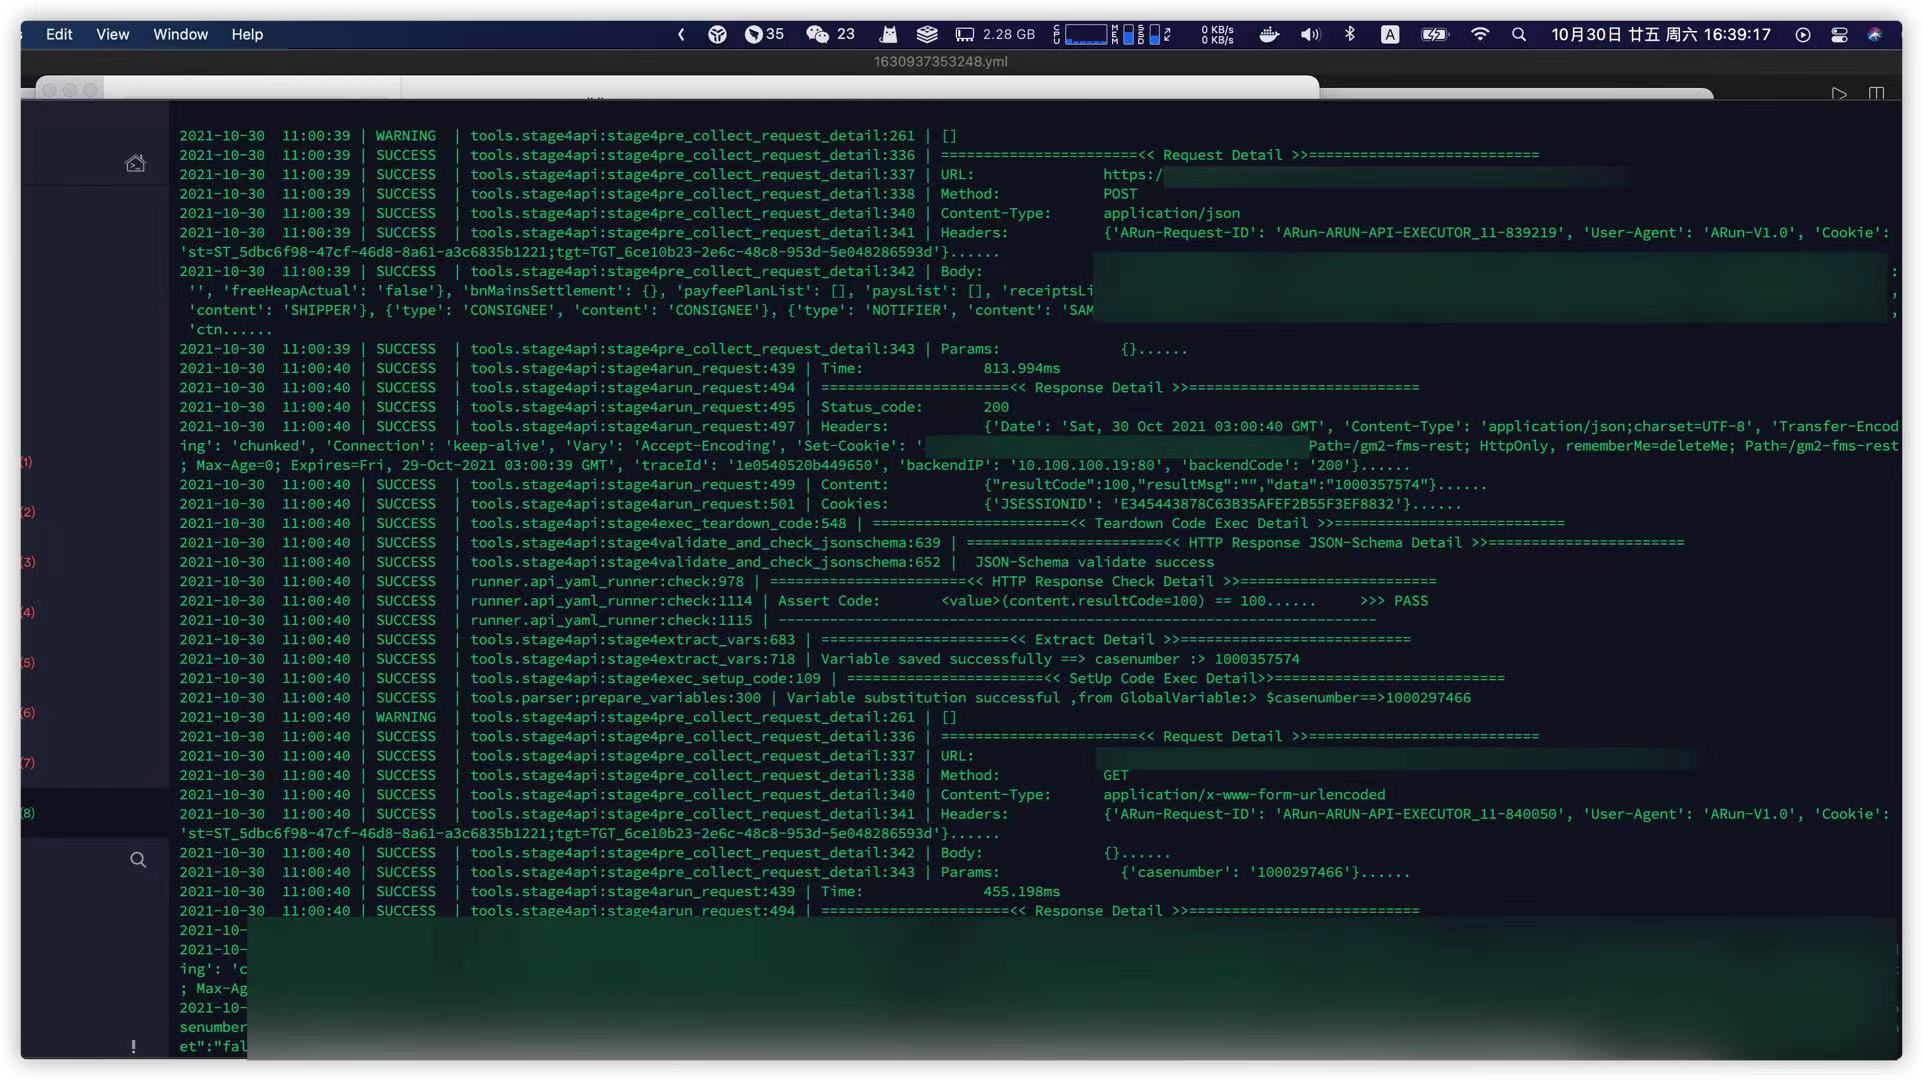 Edit View Window Help 35 23 2.28 GB CPU MEM SSD 0 KB/s 0 KB/s A 10月30日 廿五 周六 16:39:17
1630937353248.yml
2021-10-30 11:00:39 | WARNING | tools.stage4api:stage4pre_collect_request_detail:261 | []
2021-10-30 11:00:39 | SUCCESS | tools.stage4api:stage4pre_collect_request_detail:336 | =======================<< Request Detail >>===========================
2021-10-30 11:00:39 | SUCCESS | tools.stage4api:stage4pre_collect_request_detail:337 | URL: https:/
2021-10-30 11:00:39 | SUCCESS | tools.stage4api:stage4pre_collect_request_detail:338 | Method: POST
2021-10-30 11:00:39 | SUCCESS | tools.stage4api:stage4pre_collect_request_detail:340 | Content-Type: application/json
2021-10-30 11:00:39 | SUCCESS | tools.stage4api:stage4pre_collect_request_detail:341 | Headers: {'ARun-Request-ID': 'ARun-ARUN-API-EXECUTOR_11-839219', 'User-Agent': 'ARun-V1.0', 'Cookie':
'st=ST_5dbc6f98-47cf-46d8-8a61-a3c6835b1221;tgt=TGT_6ce10b23-2e6c-48c8-953d-5e048286593d'}......
2021-10-30 11:00:39 | SUCCESS | tools.stage4api:stage4pre_collect_request_detail:342 | Body: :
'', 'freeHeapActual': 'false'}, 'bnMainsSettlement': {}, 'payfeePlanList': [], 'paysList': [], 'receiptsLi ,
'content': 'SHIPPER'}, {'type': 'CONSIGNEE', 'content': 'CONSIGNEE'}, {'type': 'NOTIFIER', 'content': 'SAM ,
'ctn......
2021-10-30 11:00:39 | SUCCESS | tools.stage4api:stage4pre_collect_request_detail:343 | Params: {}......
2021-10-30 11:00:40 | SUCCESS | tools.stage4api:stage4arun_request:439 | Time: 813.994ms
2021-10-30 11:00:40 | SUCCESS | tools.stage4api:stage4arun_request:494 | ======================<< Response Detail >>===========================
2021-10-30 11:00:40 | SUCCESS | tools.stage4api:stage4arun_request:495 | Status_code: 200
2021-10-30 11:00:40 | SUCCESS | tools.stage4api:stage4arun_request:497 | Headers: {'Date': 'Sat, 30 Oct 2021 03:00:40 GMT', 'Content-Type': 'application/json;charset=UTF-8', 'Transfer-Encod
ing': 'chunked', 'Connection': 'keep-alive', 'Vary': 'Accept-Encoding', 'Set-Cookie': ' Path=/gm2-fms-rest; HttpOnly, rememberMe=deleteMe; Path=/gm2-fms-rest
(1) ; Max-Age=0; Expires=Fri, 29-Oct-2021 03:00:39 GMT', 'traceId': '1e0540520b449650', 'backendIP': '10.100.100.19:80', 'backendCode': '200'}......
2021-10-30 11:00:40 | SUCCESS | tools.stage4api:stage4arun_request:499 | Content: {"resultCode":100,"resultMsg":"","data":"1000357574"}......
(2) 2021-10-30 11:00:40 | SUCCESS | tools.stage4api:stage4arun_request:501 | Cookies: {'JSESSIONID': 'E345443878C63B35AFEF2B55F3EF8832'}......
2021-10-30 11:00:40 | SUCCESS | tools.stage4api:stage4exec_teardown_code:548 | =======================<< Teardown Code Exec Detail >>===========================
2021-10-30 11:00:40 | SUCCESS | tools.stage4api:stage4validate_and_check_jsonschema:639 | =======================<< HTTP Response JSON-Schema Detail >>=======================
(3) 2021-10-30 11:00:40 | SUCCESS | tools.stage4api:stage4validate_and_check_jsonschema:652 | JSON-Schema validate success
2021-10-30 11:00:40 | SUCCESS | runner.api_yaml_runner:check:978 | =======================<< HTTP Response Check Detail >>=======================
(4) 2021-10-30 11:00:40 | SUCCESS | runner.api_yaml_runner:check:1114 | Assert Code: <value>(content.resultCode=100) == 100...... >>> PASS
2021-10-30 11:00:40 | SUCCESS | runner.api_yaml_runner:check:1115 | ----------------------------------------------------------------------
2021-10-30 11:00:40 | SUCCESS | tools.stage4api:stage4extract_vars:683 | ======================<< Extract Detail >>===========================
(5) 2021-10-30 11:00:40 | SUCCESS | tools.stage4api:stage4extract_vars:718 | Variable saved successfully ==> casenumber :> 1000357574
2021-10-30 11:00:40 | SUCCESS | tools.stage4api:stage4exec_setup_code:109 | =======================<< SetUp Code Exec Detail>>===========================
2021-10-30 11:00:40 | SUCCESS | tools.parser:prepare_variables:300 | Variable substitution successful ,from GlobalVariable:> $casenumber==>1000297466
(6) 2021-10-30 11:00:40 | WARNING | tools.stage4api:stage4pre_collect_request_detail:261 | []
2021-10-30 11:00:40 | SUCCESS | tools.stage4api:stage4pre_collect_request_detail:336 | =======================<< Request Detail >>===========================
(7) 2021-10-30 11:00:40 | SUCCESS | tools.stage4api:stage4pre_collect_request_detail:337 | URL:
2021-10-30 11:00:40 | SUCCESS | tools.stage4api:stage4pre_collect_request_detail:338 | Method: GET
2021-10-30 11:00:40 | SUCCESS | tools.stage4api:stage4pre_collect_request_detail:340 | Content-Type: application/x-www-form-urlencoded
(8) 2021-10-30 11:00:40 | SUCCESS | tools.stage4api:stage4pre_collect_request_detail:341 | Headers: {'ARun-Request-ID': 'ARun-ARUN-API-EXECUTOR_11-840050', 'User-Agent': 'ARun-V1.0', 'Cookie':
'st=ST_5dbc6f98-47cf-46d8-8a61-a3c6835b1221;tgt=TGT_6ce10b23-2e6c-48c8-953d-5e048286593d'}......
2021-10-30 11:00:40 | SUCCESS | tools.stage4api:stage4pre_collect_request_detail:342 | Body: {}......
2021-10-30 11:00:40 | SUCCESS | tools.stage4api:stage4pre_collect_request_detail:343 | Params: {'casenumber': '1000297466'}......
2021-10-30 11:00:40 | SUCCESS | tools.stage4api:stage4arun_request:439 | Time: 455.198ms
2021-10-30 11:00:40 | SUCCESS | tools.stage4api:stage4arun_request:494 | ======================<< Response Detail >>===========================
2021-10-
2021-10-
ing': 'c
; Max-Ag
2021-10-
senumber
et":"fal